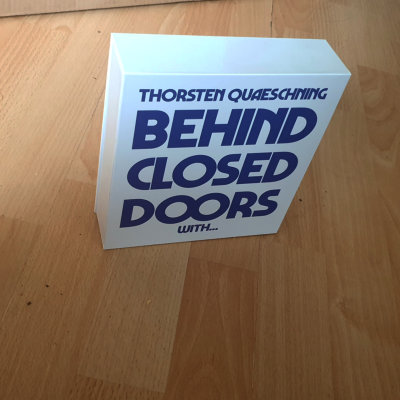 THORSTEN QUAESCHNING
BEHIND
CLOSED
DOORS
WITH...